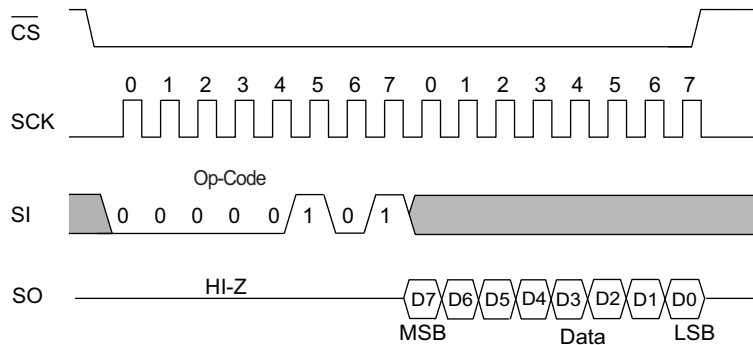 CS
0 1 2 3 4 5 6 7 0 1 2 3 4 5 6 7
SCK
Op-Code
SI 0 0 0 0 0 1 0 1
HI-Z
SO D7 D6 D5 D4 D3 D2 D1 D0
MSB Data LSB